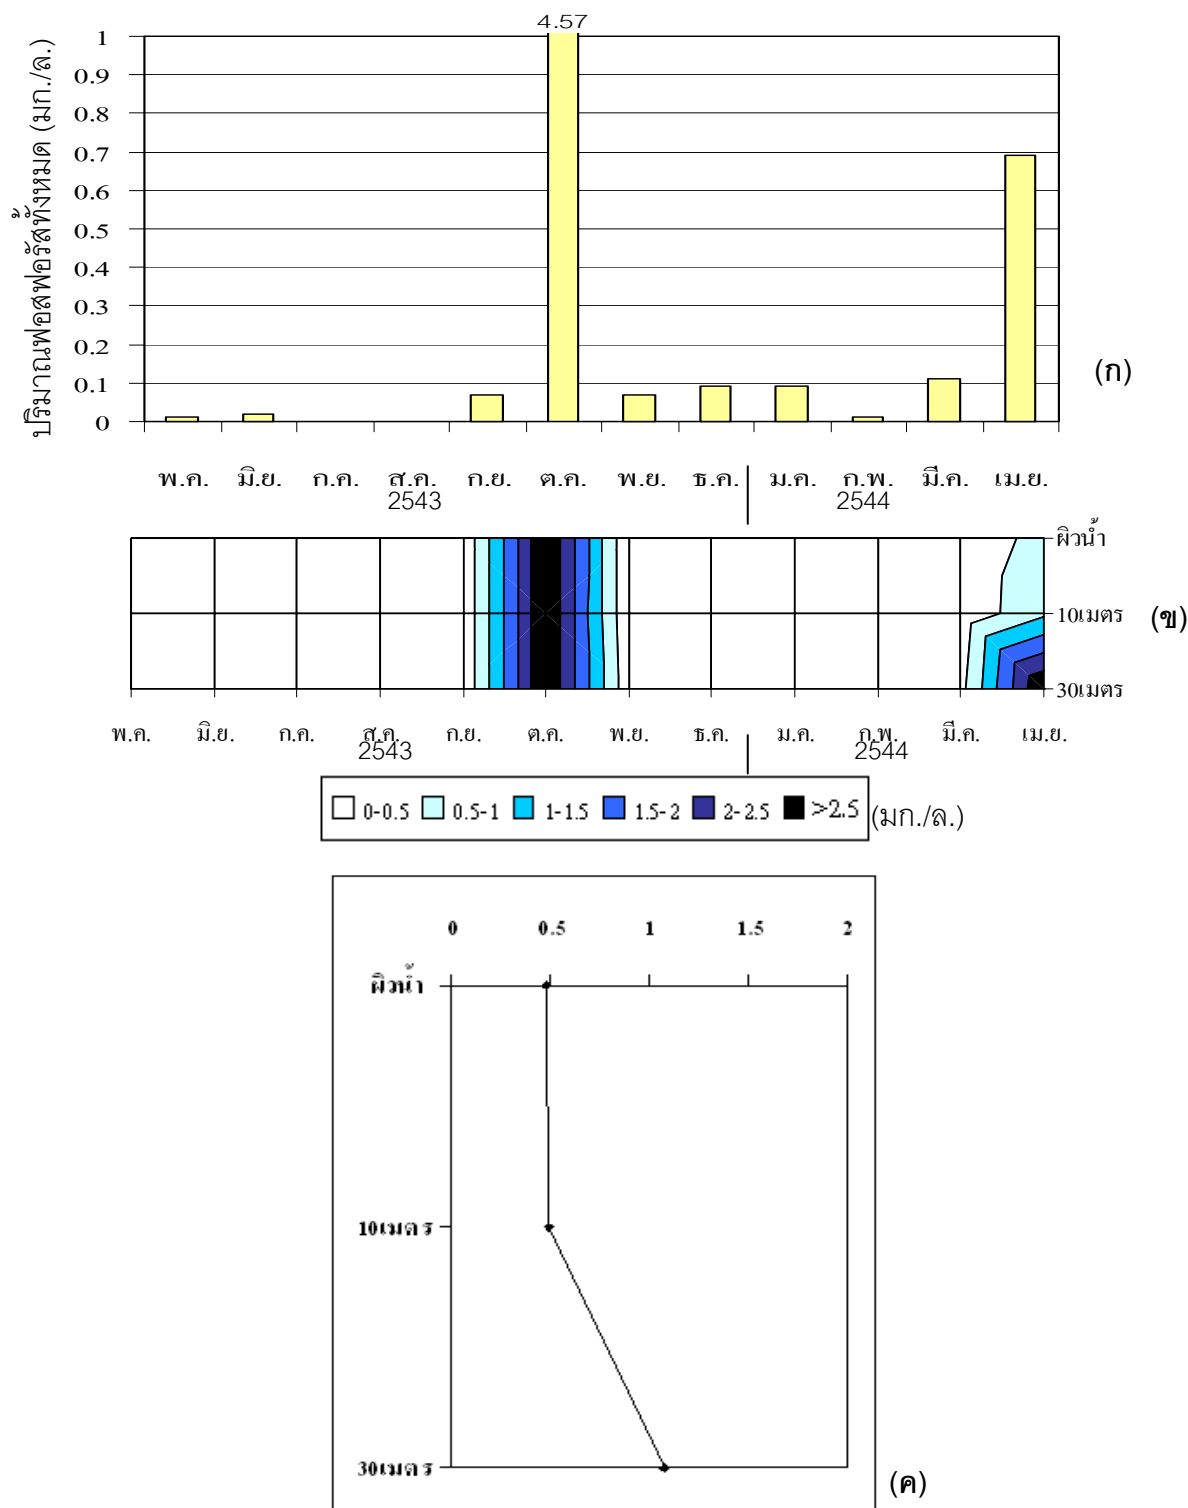 4.57
ปริมาณฟอสฟอรัสทั้งหมด (มก./ล.)
1
0.9
0.8
0.7
0.6
0.5
0.4
0.3
0.2
0.1
0
(ก)
พ.ค. มิ.ย. ก.ค. ส.ค. ก.ย. ต.ค. พ.ย. ธ.ค. ม.ค. ก.พ. มี.ค. เม.ย.
2543 2544
ผิวน้ำ
10เมตร
(ข)
30เมตร
พ.ค. มิ.ย. ก.ค. ส.ค. ก.ย. ต.ค. พ.ย. ธ.ค. ม.ค. ก.พ. มี.ค. เม.ย.
2543 2544
0-0.5 0.5-1 1-1.5 1.5-2 2-2.5 >2.5 (มก./ล.)
0 0.5 1 1.5 2
ผิวน้ำ
10เมตร
30เมตร
(ค)